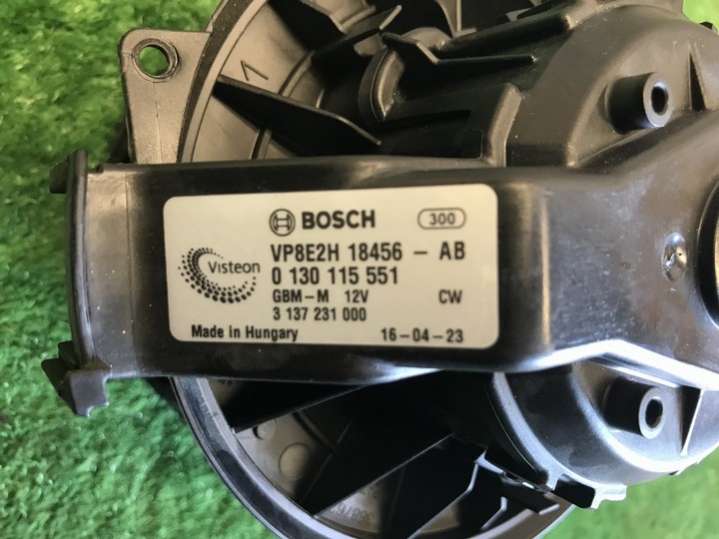 BOSCH 300
Visteon
VP8E2H 18456 - AB
0 130 115 551
GBM-M 12V CW
3 137 231 000
Made in Hungary 16-04-23